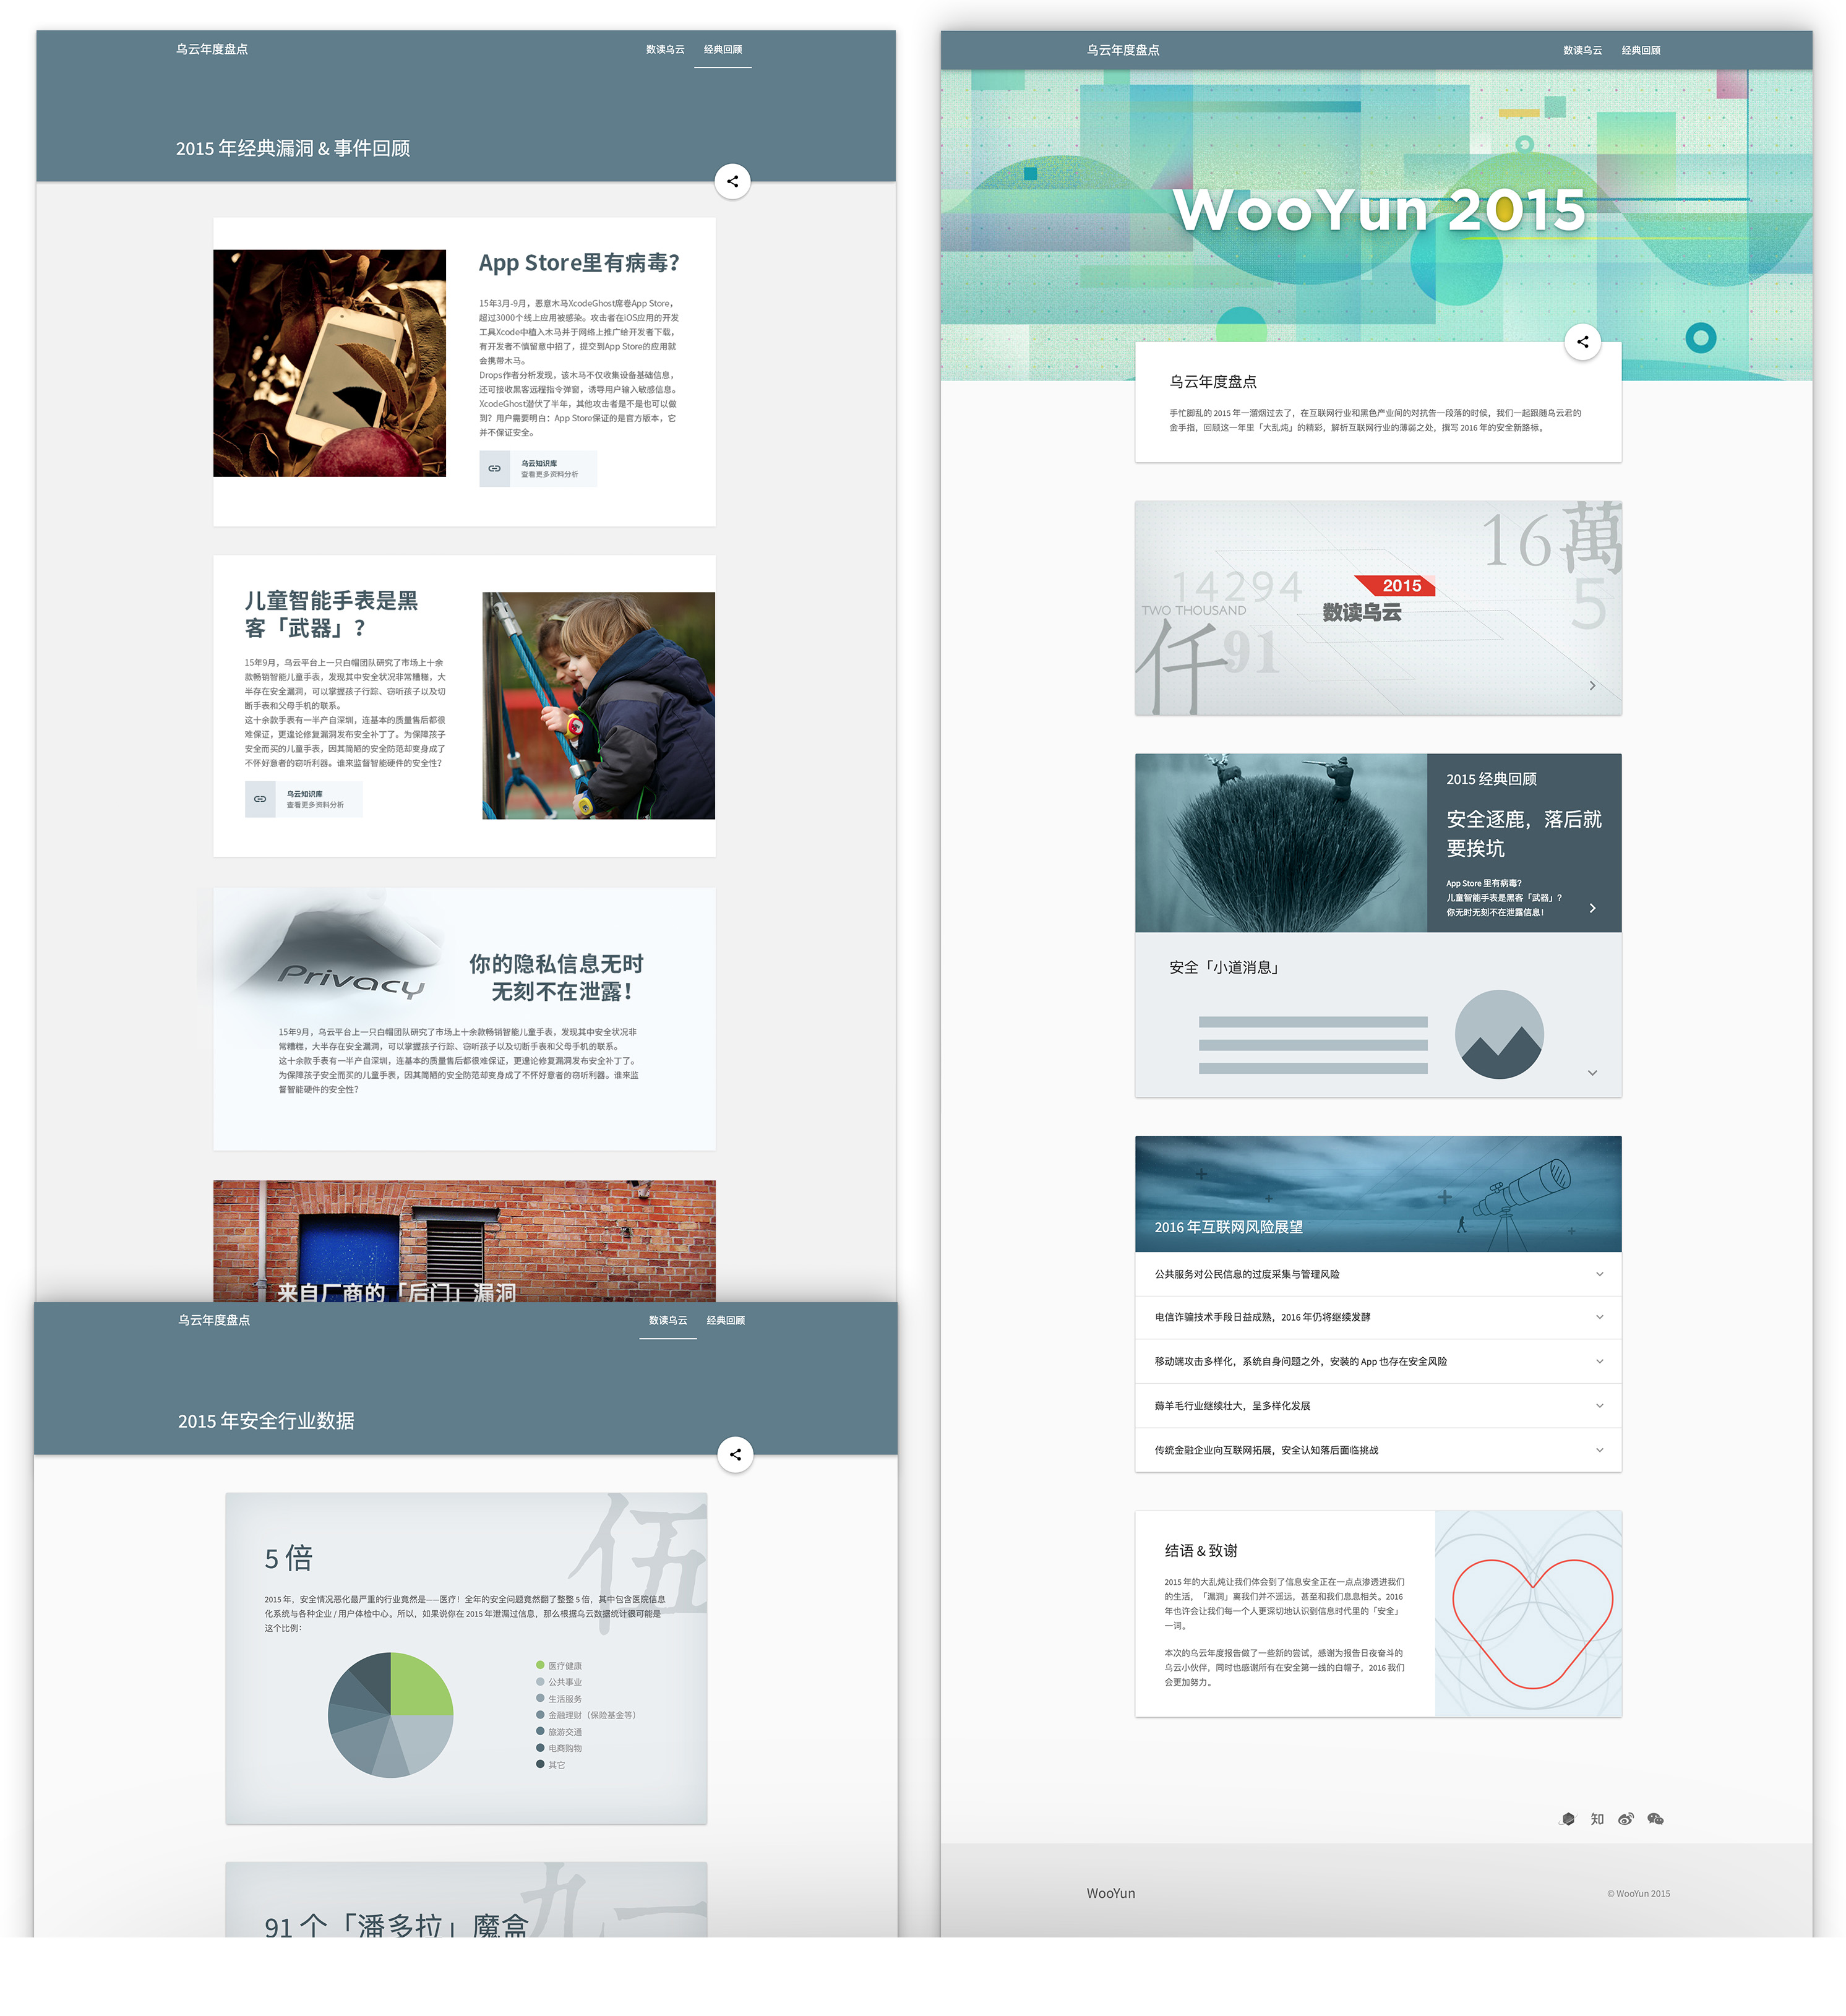 乌云年度盘点
数读乌云 经典回顾
2015 年经典漏洞 & 事件回顾
App Store里有病毒？
15年3月-9月，恶意木马XcodeGhost席卷App Store，
超过3000个线上应用被感染。攻击者在iOS应用的开发
工具Xcode中植入木马并于网络上推广给开发者下载，
有开发者不慎留意中招了，提交到App Store的应用就
会携带木马。
Drops作者分析发现，该木马不仅收集设备基础信息，
还可接收黑客远程指令弹窗，诱导用户输入敏感信息。
XcodeGhost潜伏了半年，其他攻击者是不是也可以做
到？用户需要明白：App Store保证的是官方版本，它
并不保证安全。
乌云知识库
查看更多资料分析
儿童智能手表是黑
客「武器」？
15年9月，乌云平台上一只白帽团队研究了市场上十余
款畅销智能儿童手表，发现其中安全状况非常糟糕，大
半存在安全漏洞，可以掌握孩子行踪、窃听孩子以及切
断手表和父母手机的联系。
这十余款手表有一半产自深圳，连基本的质量售后都很
难保证，更遑论修复漏洞发布安全补丁了。为保障孩子
安全而买的儿童手表，因其简陋的安全防范却变身成了
不怀好意者的窃听利器。谁来监督智能硬件的安全性？
乌云知识库
查看更多资料分析
Privacy
你的隐私信息无时
无刻不在泄露！
15年9月，乌云平台上一只白帽团队研究了市场上十余款畅销智能儿童手表，发现其中安全状况非
常糟糕，大半存在安全漏洞，可以掌握孩子行踪、窃听孩子以及切断手表和父母手机的联系。
这十余款手表有一半产自深圳，连基本的质量售后都很难保证，更遑论修复漏洞发布安全补丁了。
为保障孩子安全而买的儿童手表，因其简陋的安全防范却变身成了不怀好意者的窃听利器。谁来监
督智能硬件的安全性？
来自厂商的「后门」漏洞
乌云年度盘点
数读乌云 经典回顾
2015 年安全行业数据
伍
5 倍
2015 年，安全情况恶化最严重的行业竟然是——医疗！全年的安全问题竟然翻了整整 5 倍，其中包含医院信息
化系统与各种企业 / 用户体检中心。所以，如果说你在 2015 年泄漏过信息，那么根据乌云数据统计很可能是
这个比例：
医疗健康
公共事业
生活服务
金融理财（保险基金等）
旅游交通
电商购物
其它
九一
91 个「潘多拉」魔盒
乌云年度盘点
数读乌云 经典回顾
WooYun 2015
乌云年度盘点
手忙脚乱的 2015 年一溜烟过去了，在互联网行业和黑色产业间的对抗告一段落的时候，我们一起跟随乌云君的
金手指，回顾这一年里「大乱炖」的精彩，解析互联网行业的薄弱之处，撰写 2016 年的安全新路标。
16萬
14294
2015
5
TWO THOUSAND
数读乌云
仟
91
2015 经典回顾
安全逐鹿，落后就
要挨坑
App Store 里有病毒？
儿童智能手表是黑客「武器」？
你无时无刻不在泄露信息！
安全「小道消息」
2016 年互联网风险展望
公共服务对公民信息的过度采集与管理风险
电信诈骗技术手段日益成熟，2016 年仍将继续发酵
移动端攻击多样化，系统自身问题之外，安装的 App 也存在安全风险
薅羊毛行业继续壮大，呈多样化发展
传统金融企业向互联网拓展，安全认知落后面临挑战
结语 & 致谢
2015 年的大乱炖让我们体会到了信息安全正在一点点渗透进我们
的生活，「漏洞」离我们并不遥远，甚至和我们息息相关。2016
年也许会让我们每一个人更深切地认识到信息时代里的「安全」
一词。
本次的乌云年度报告做了一些新的尝试，感谢为报告日夜奋斗的
乌云小伙伴，同时也感谢所有在安全第一线的白帽子，2016 我们
会更加努力。
知
WooYun
© WooYun 2015